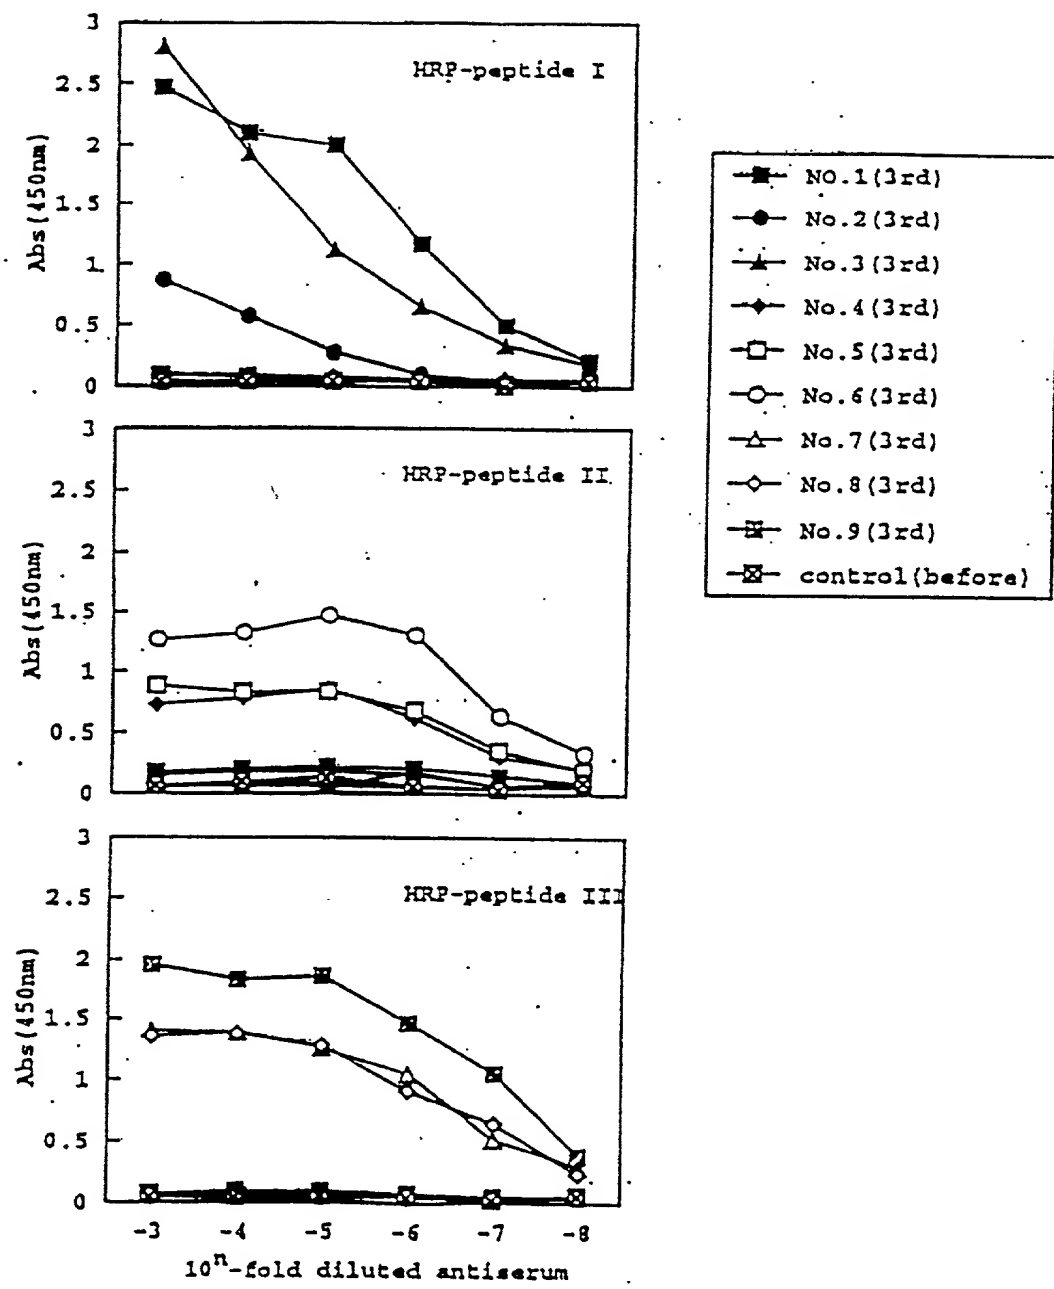 3
2.5
2
1.5
1
0.5
0
Abs(450nm)
HRP-peptide I
3
2.5
2
1.5
1
0.5
0
Abs(450nm)
HRP-peptide II
3
2.5
2
1.5
1
0.5
0
Abs(450nm)
HRP-peptide III
-3 -4 -5 -6 -7 -8
10ⁿ-fold diluted antiserum
NO.1(3rd)
No.2(3rd)
No.3(3rd)
No.4(3rd)
No.5(3rd)
No.6(3rd)
No.7(3rd)
No.8(3rd)
No.9(3rd)
control(before)